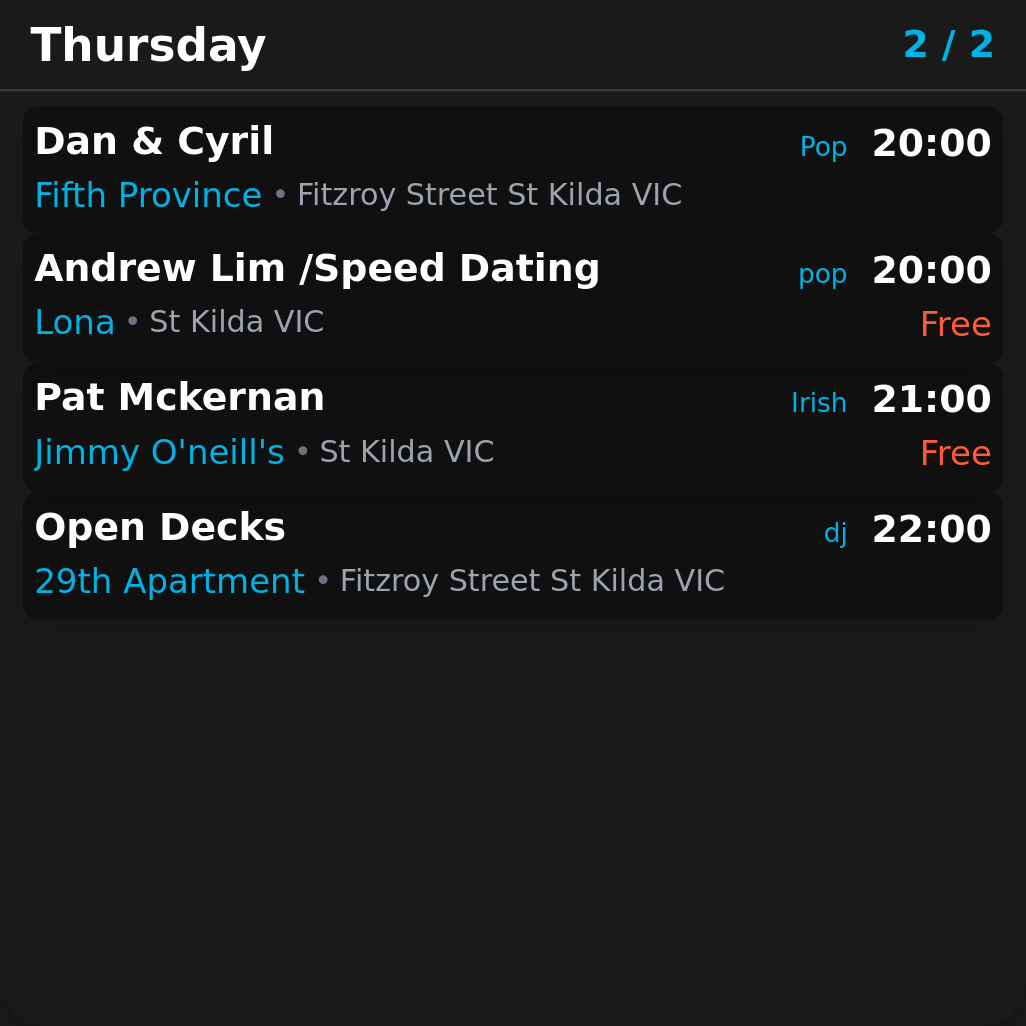 Thursday 2 / 2
Dan & Cyril Pop 20:00
Fifth Province • Fitzroy Street St Kilda VIC
Andrew Lim /Speed Dating pop 20:00
Lona • St Kilda VIC Free
Pat Mckernan Irish 21:00
Jimmy O'neill's • St Kilda VIC Free
Open Decks dj 22:00
29th Apartment • Fitzroy Street St Kilda VIC